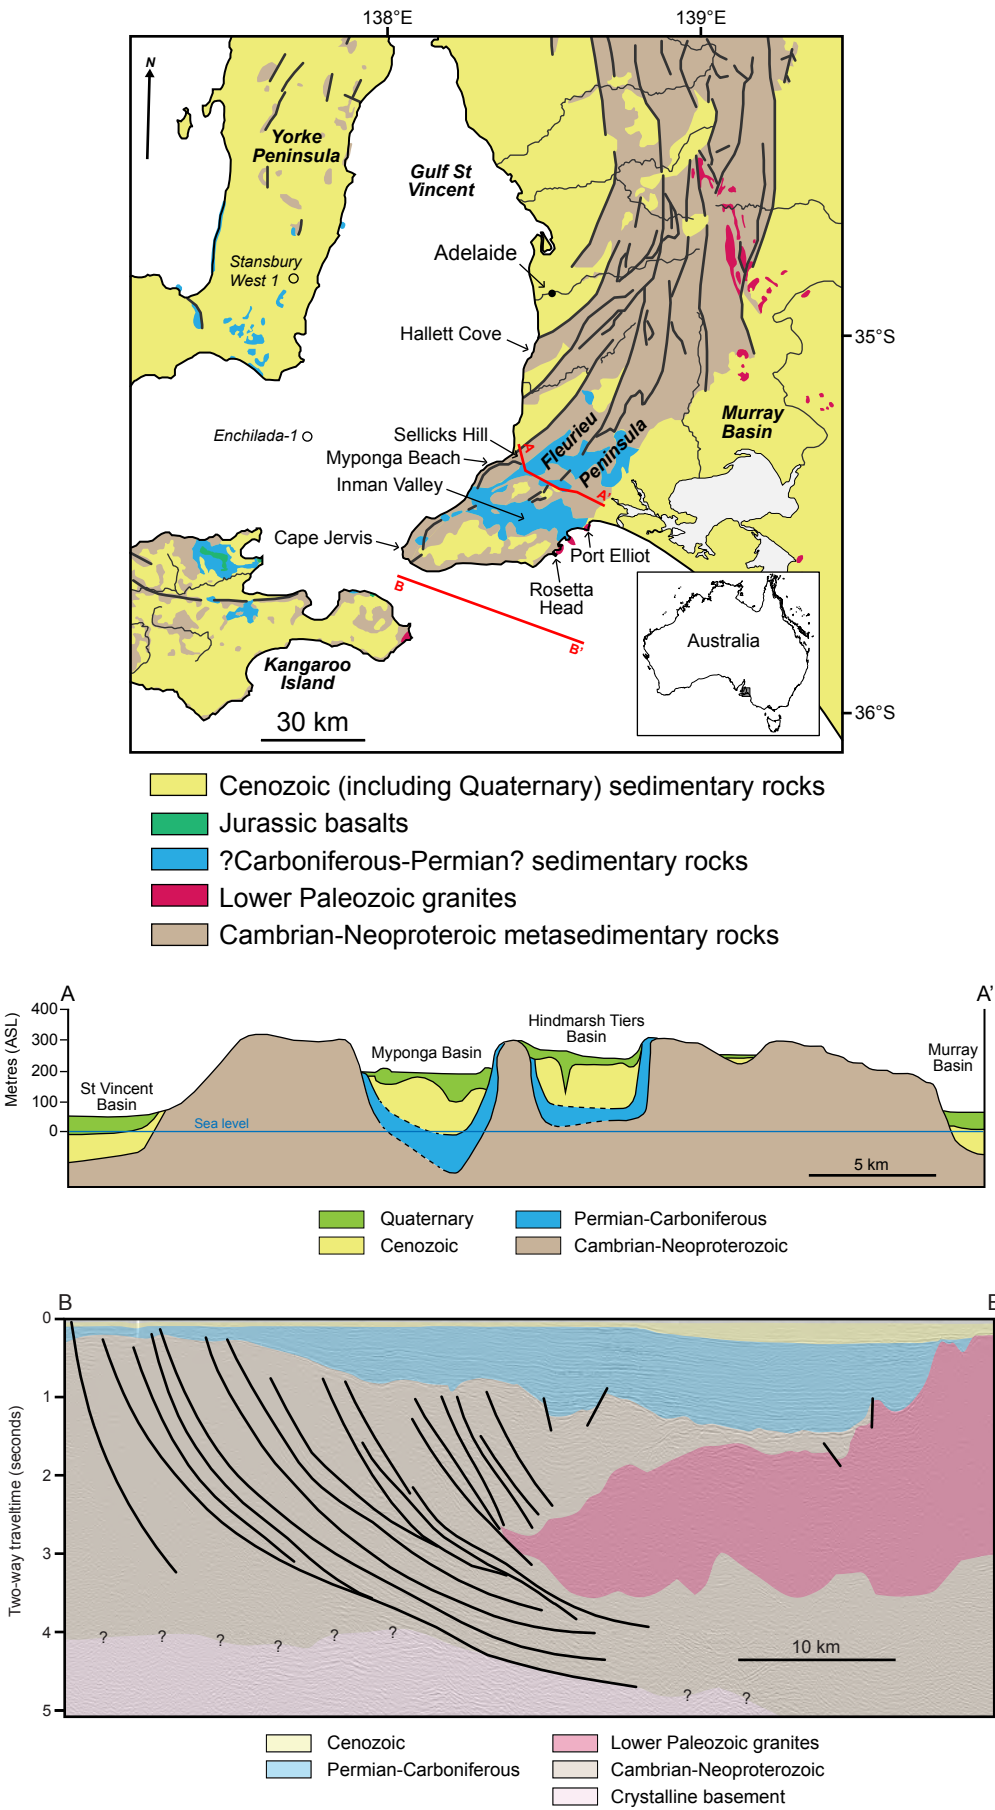 138°E
139°E
N
Yorke
Peninsula
Gulf St
Vincent
Stansbury
West 1
Adelaide
Hallett Cove
35°S
Enchilada-1
Murray
Basin
Sellicks Hill
Myponga Beach
Inman Valley
Fleurieu
Peninsula
A
A'
Cape Jervis
Port Elliot
Rosetta
Head
B
B'
Australia
Kangaroo
Island
30 km
36°S
Cenozoic (including Quaternary) sedimentary rocks
Jurassic basalts
?Carboniferous-Permian? sedimentary rocks
Lower Paleozoic granites
Cambrian-Neoproteroic metasedimentary rocks
A
A'
Metres (ASL)
400
300
200
100
0
St Vincent
Basin
Myponga Basin
Hindmarsh Tiers
Basin
Murray
Basin
Sea level
5 km
Quaternary
Permian-Carboniferous
Cenozoic
Cambrian-Neoproterozoic
B
B
Two-way traveltime (seconds)
0
1
2
3
4
5
? ? ? ? ? ? ? ?
10 km
Cenozoic
Lower Paleozoic granites
Permian-Carboniferous
Cambrian-Neoproterozoic
Crystalline basement